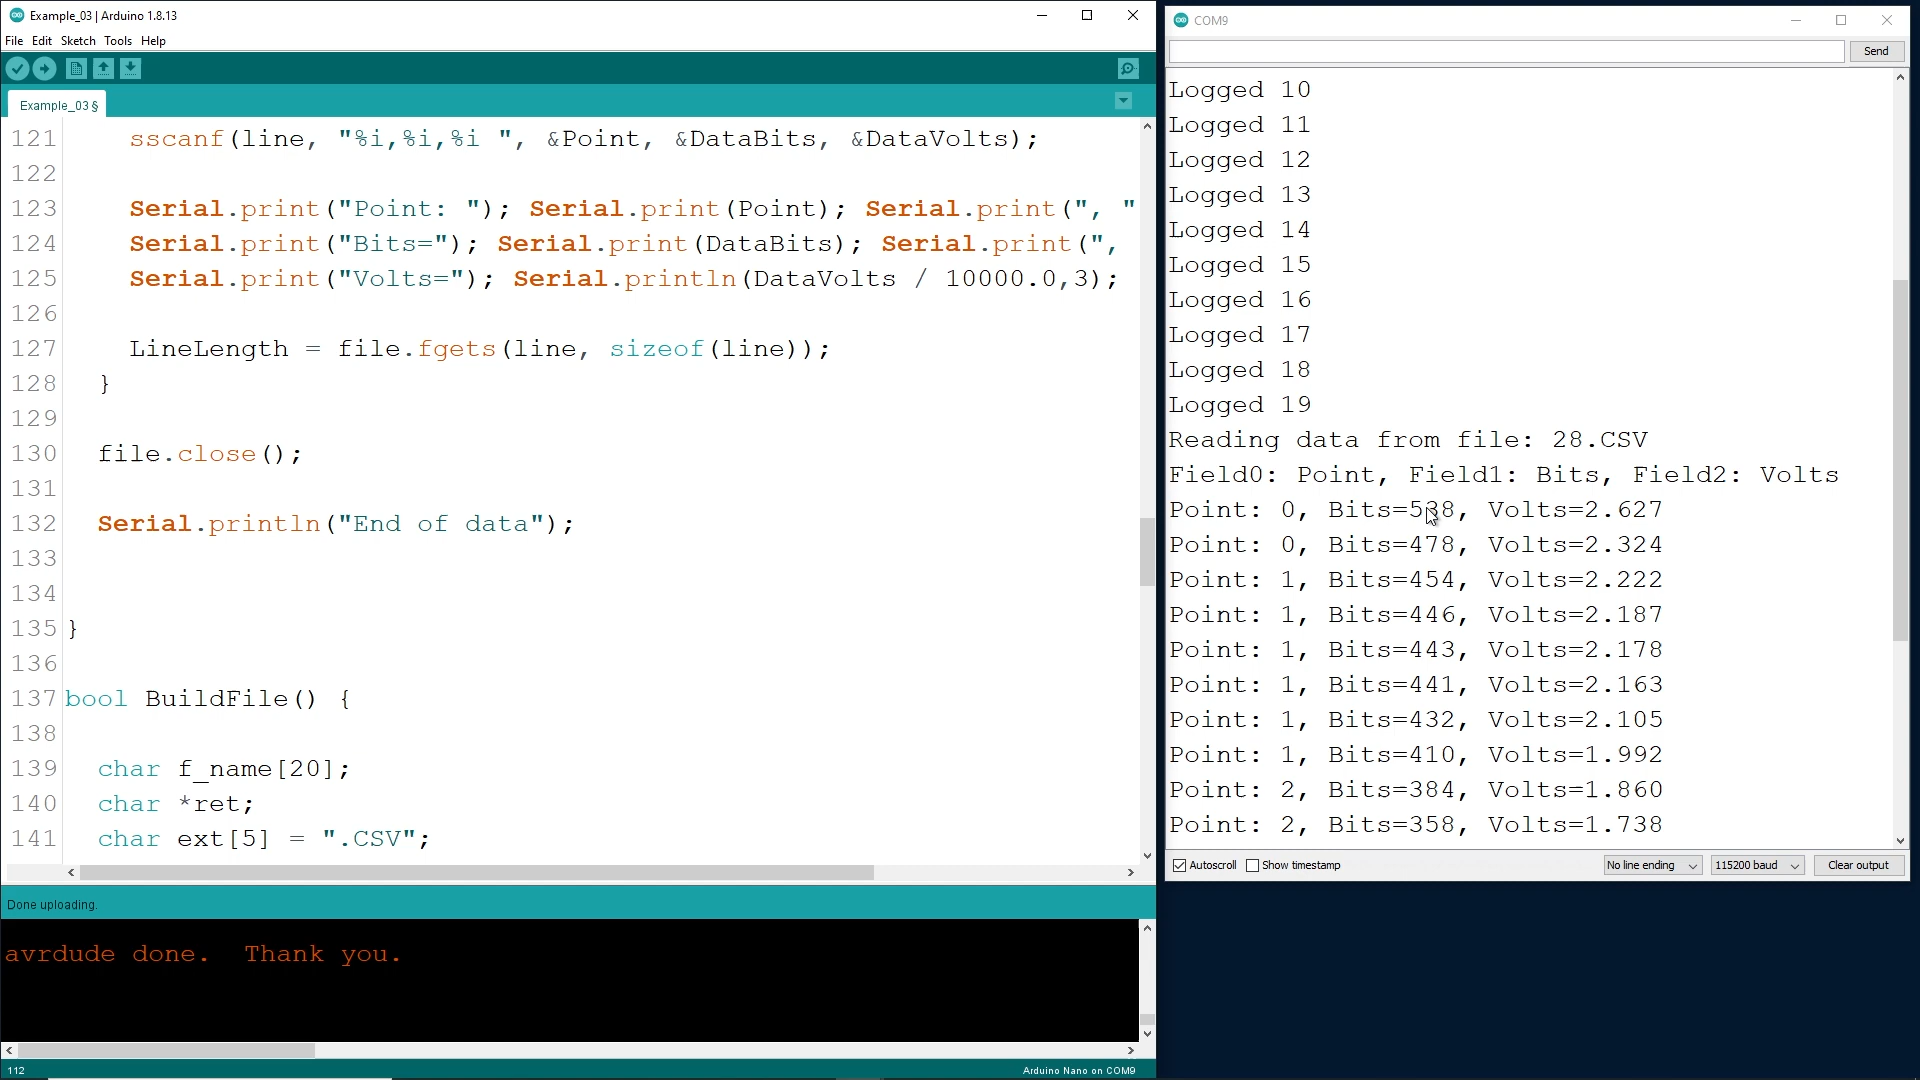 Example_03 | Arduino 1.8.13
File Edit Sketch Tools Help
Example_03 §
121 sscanf(line, "%i,%i,%i ", &Point, &DataBits, &DataVolts);
122
123 Serial.print("Point: "); Serial.print(Point); Serial.print(", "
124 Serial.print("Bits="); Serial.print(DataBits); Serial.print(",
125 Serial.print("Volts="); Serial.println(DataVolts / 10000.0,3);
126
127 LineLength = file.fgets(line, sizeof(line));
128 }
129
130 file.close();
131
132 Serial.println("End of data");
133
134
135 }
136
137 bool BuildFile() {
138
139 char f_name[20];
140 char *ret;
141 char ext[5] = ".CSV";
Done uploading.
avrdude done.  Thank you.
112
Arduino Nano on COM9
COM9
Send
Logged 10
Logged 11
Logged 12
Logged 13
Logged 14
Logged 15
Logged 16
Logged 17
Logged 18
Logged 19
Reading data from file: 28.CSV
Field0: Point, Field1: Bits, Field2: Volts
Point: 0, Bits=538, Volts=2.627
Point: 0, Bits=478, Volts=2.324
Point: 1, Bits=454, Volts=2.222
Point: 1, Bits=446, Volts=2.187
Point: 1, Bits=443, Volts=2.178
Point: 1, Bits=441, Volts=2.163
Point: 1, Bits=432, Volts=2.105
Point: 1, Bits=410, Volts=1.992
Point: 2, Bits=384, Volts=1.860
Point: 2, Bits=358, Volts=1.738
Autoscroll Show timestamp No line ending 115200 baud Clear output